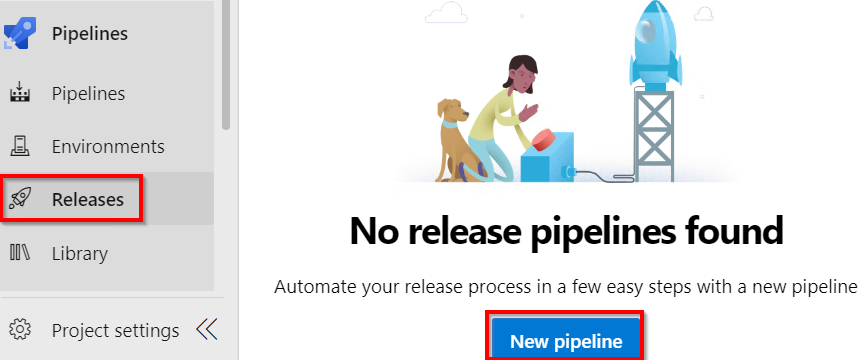 Pipelines
Pipelines
Environments
Releases
Library
Project settings
No release pipelines found
Automate your release process in a few easy steps with a new pipeline
New pipeline